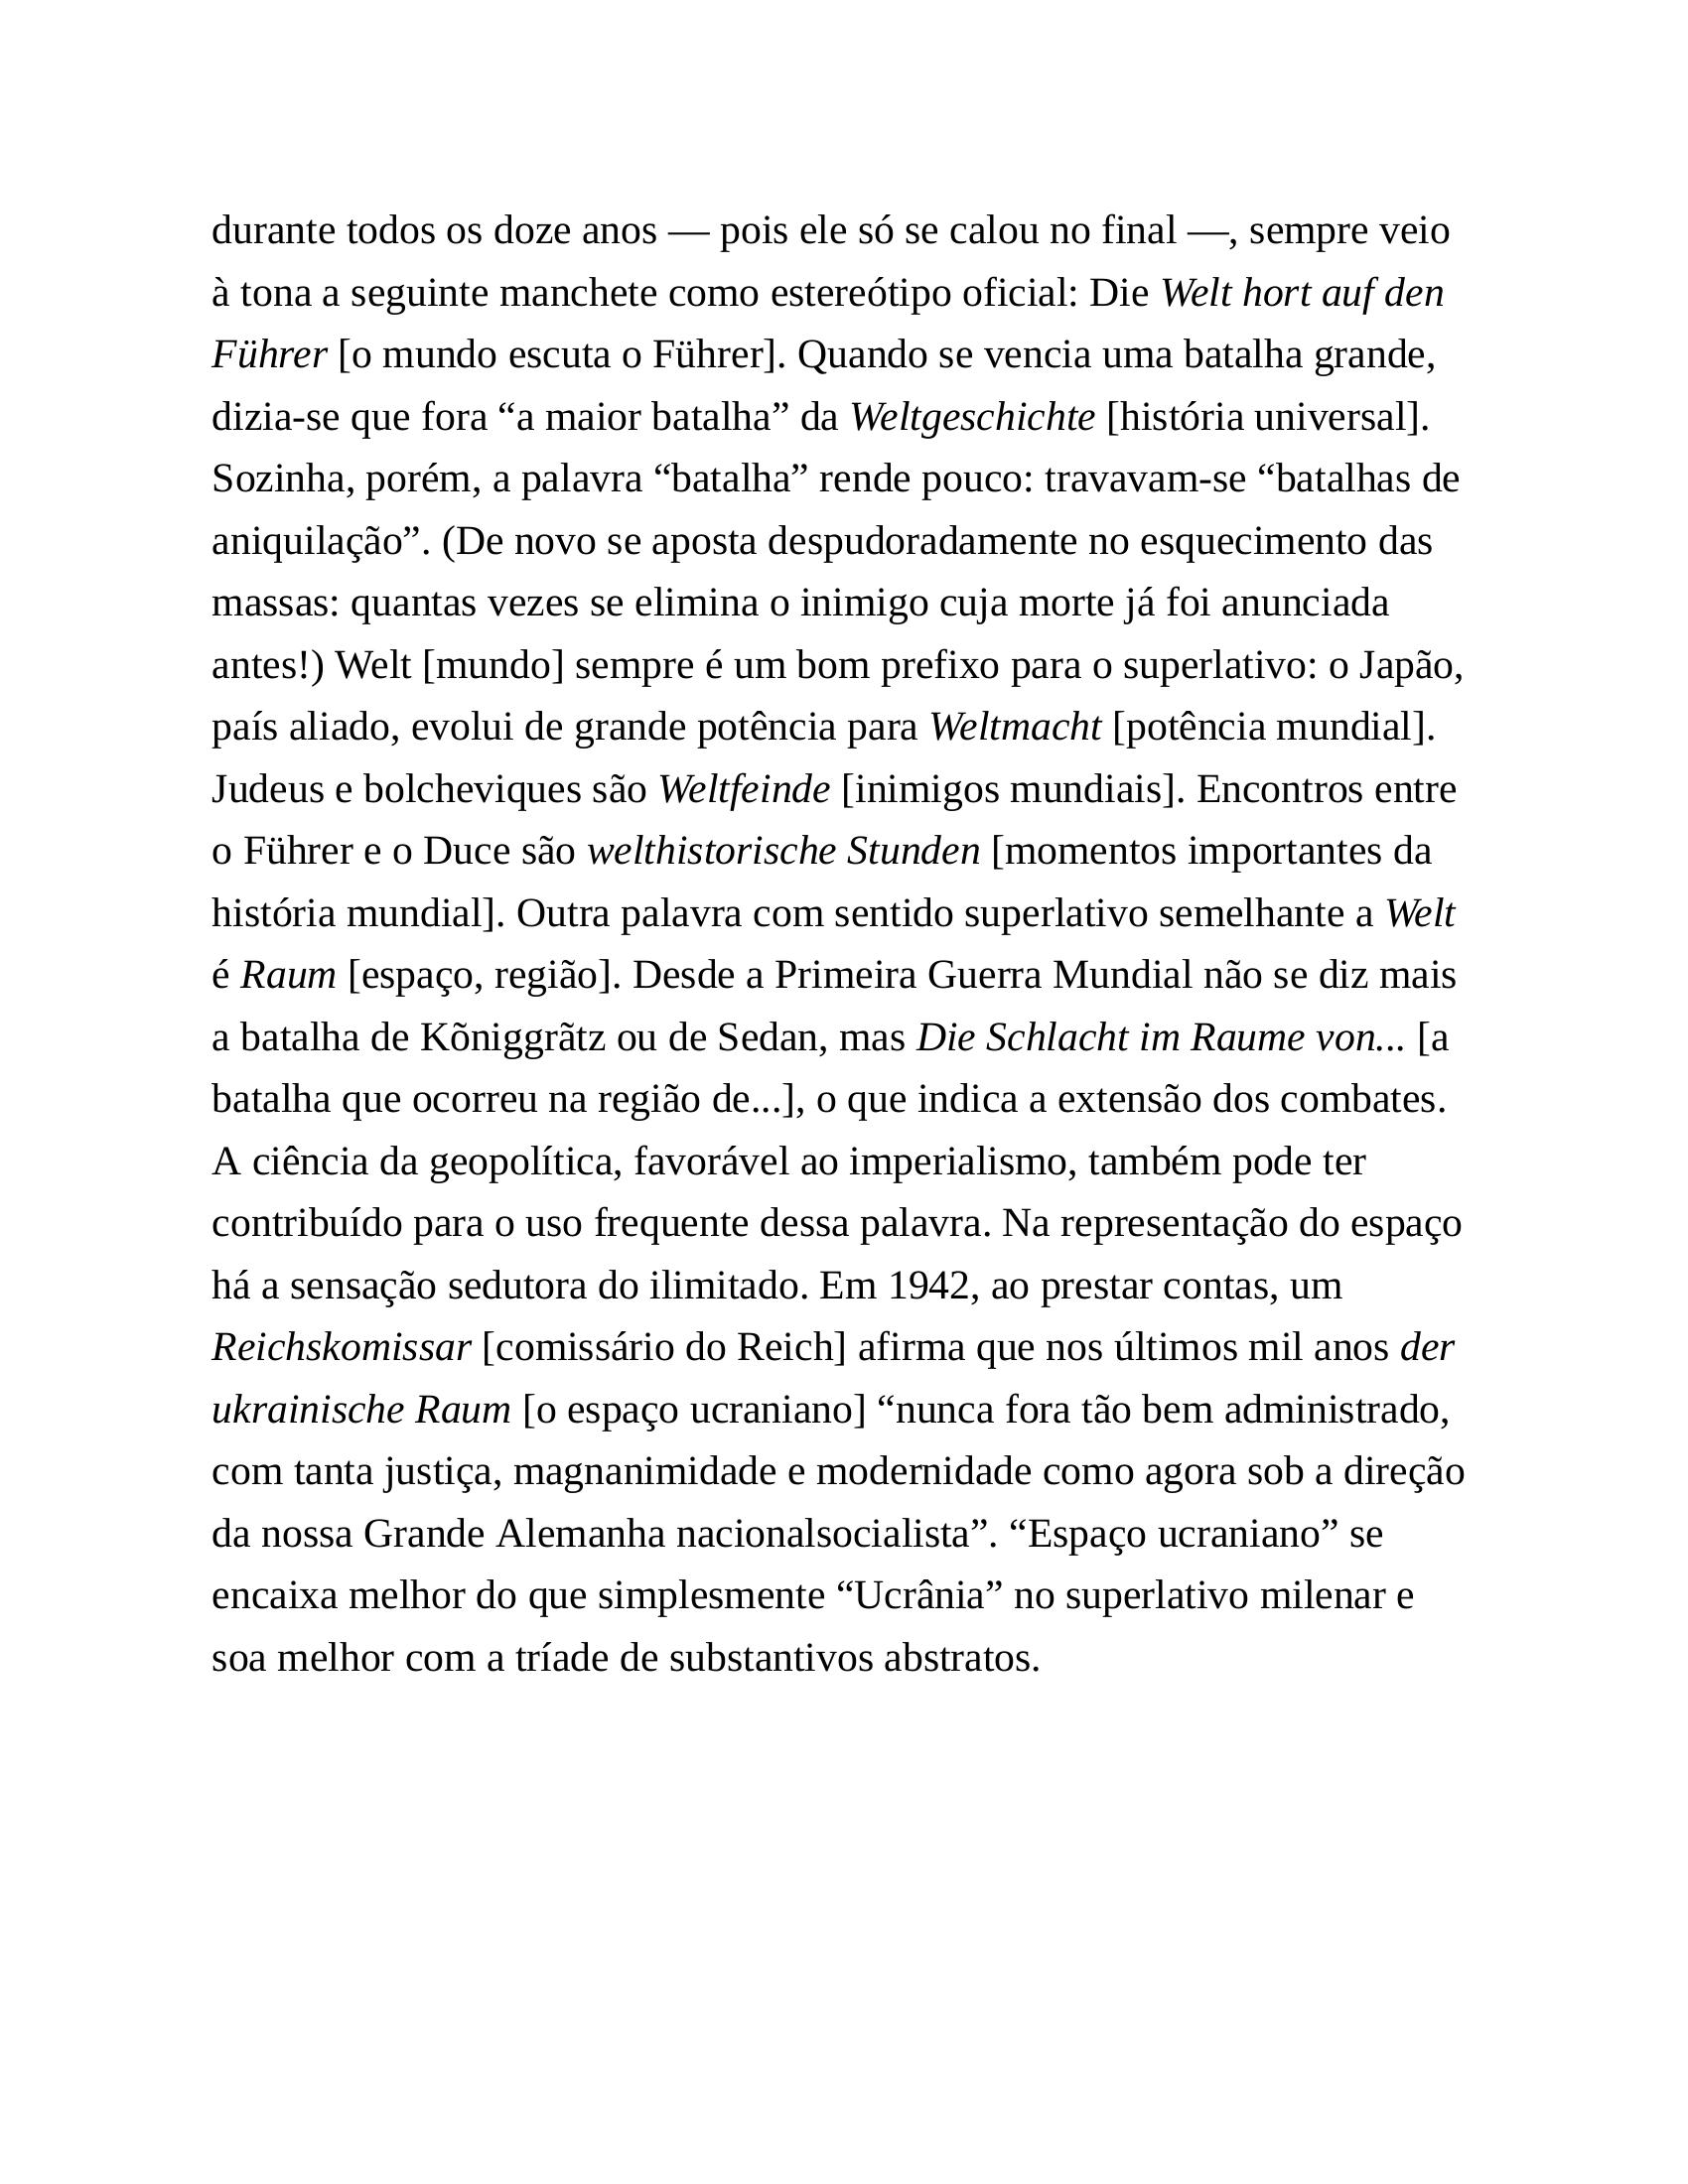 durante todos os doze anos — pois ele só se calou no final —, sempre veio
à tona a seguinte manchete como estereótipo oficial: Die Welt hort auf den
Führer [o mundo escuta o Führer]. Quando se vencia uma batalha grande,
dizia-se que fora “a maior batalha” da Weltgeschichte [história universal].
Sozinha, porém, a palavra “batalha” rende pouco: travavam-se “batalhas de
aniquilação”. (De novo se aposta despudoradamente no esquecimento das
massas: quantas vezes se elimina o inimigo cuja morte já foi anunciada
antes!) Welt [mundo] sempre é um bom prefixo para o superlativo: o Japão,
país aliado, evolui de grande potência para Weltmacht [potência mundial].
Judeus e bolcheviques são Weltfeinde [inimigos mundiais]. Encontros entre
o Führer e o Duce são welthistorische Stunden [momentos importantes da
história mundial]. Outra palavra com sentido superlativo semelhante a Welt
é Raum [espaço, região]. Desde a Primeira Guerra Mundial não se diz mais
a batalha de Kõniggrãtz ou de Sedan, mas Die Schlacht im Raume von... [a
batalha que ocorreu na região de...], o que indica a extensão dos combates.
A ciência da geopolítica, favorável ao imperialismo, também pode ter
contribuído para o uso frequente dessa palavra. Na representação do espaço
há a sensação sedutora do ilimitado. Em 1942, ao prestar contas, um
Reichskomissar [comissário do Reich] afirma que nos últimos mil anos der
ukrainische Raum [o espaço ucraniano] “nunca fora tão bem administrado,
com tanta justiça, magnanimidade e modernidade como agora sob a direção
da nossa Grande Alemanha nacionalsocialista”. “Espaço ucraniano” se
encaixa melhor do que simplesmente “Ucrânia” no superlativo milenar e
soa melhor com a tríade de substantivos abstratos.